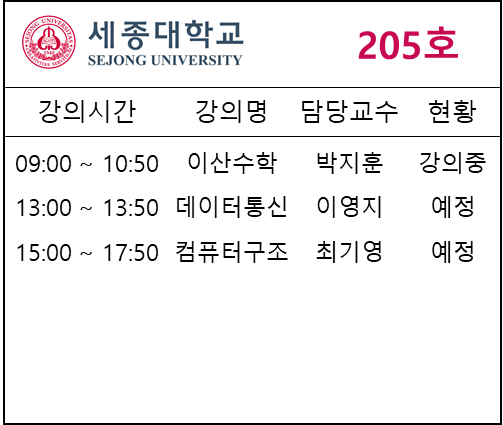 세종대학교
SEJONG UNIVERSITY
205호
강의시간 강의명 담당교수 현황
09:00 ~ 10:50 이산수학 박지훈 강의중
13:00 ~ 13:50 데이터통신 이영지 예정
15:00 ~ 17:50 컴퓨터구조 최기영 예정